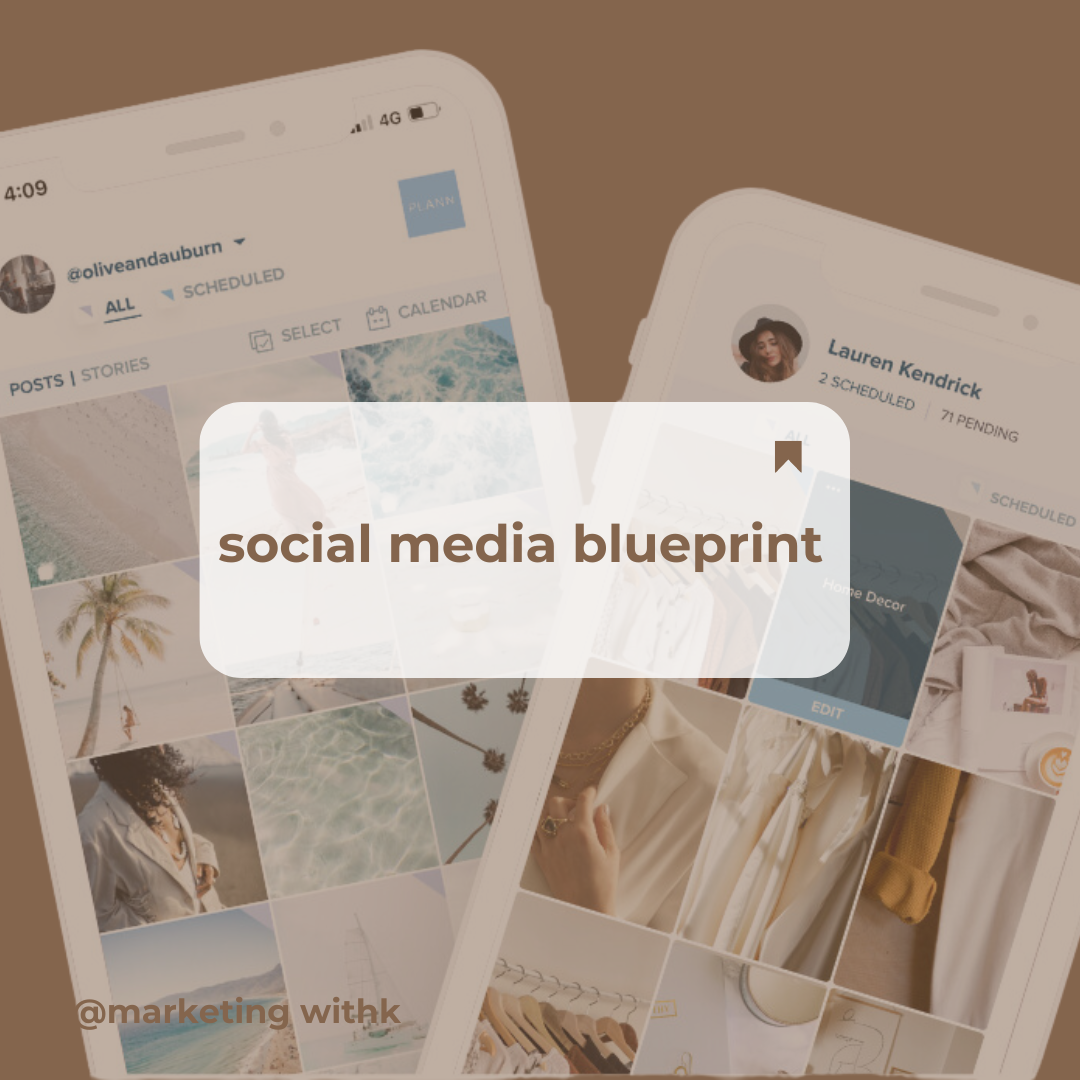 4:09
4G
PLANN
@oliveandauburn
ALL
SCHEDULED
SELECT
CALENDAR
POSTS | STORIES
Lauren Kendrick
2 SCHEDULED | 71 PENDING
ALL
SCHEDULED
social media blueprint
Home Decor
EDIT
@marketing withk